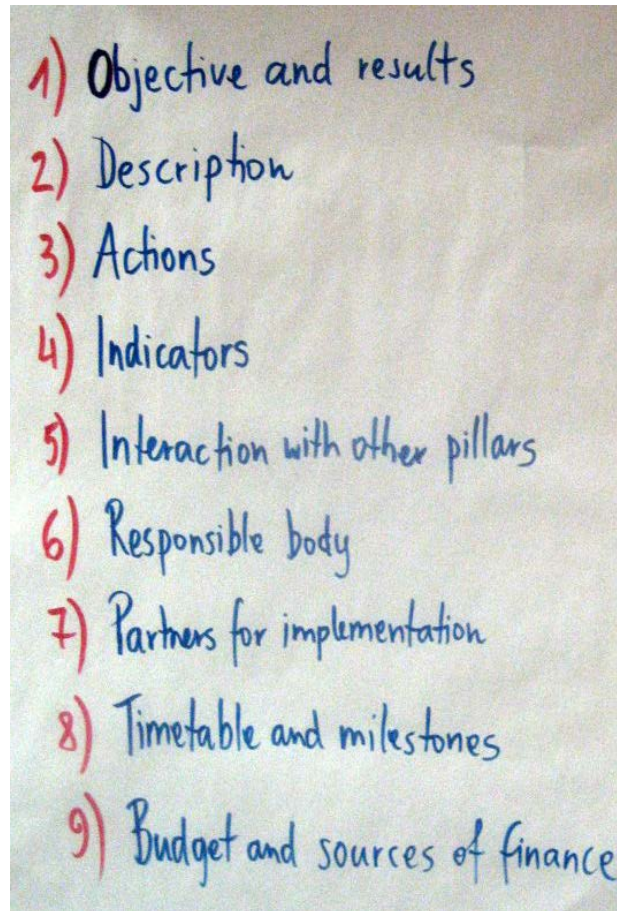 1) Objective and results
2) Description
3) Actions
4) Indicators
5) Interaction with other pillars
6) Responsible body
7) Partners for implementation
8) Timetable and milestones
9) Budget and sources of finance